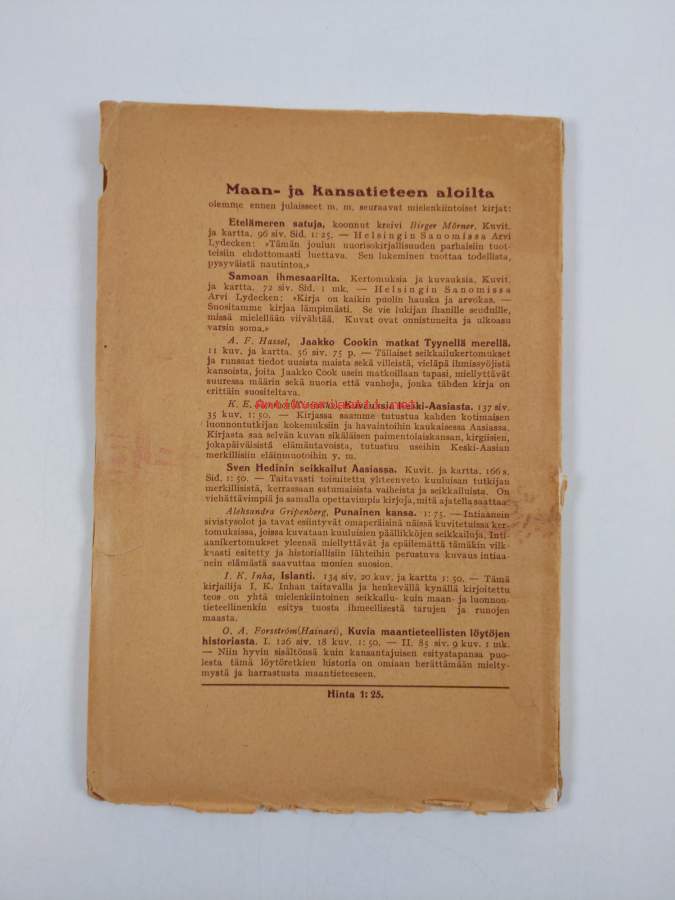 Maan- ja kansatieteen aloilta
olemme ennen julaisseet m. m. seuraavat mielenkiintoiset kirjat:
Etelämeren satuja, koonnut kreivi Birger Mörner. Kuvit.
ja kartta. 96 siv. Sid. 1: 25. — Helsingin Sanomissa Arvi
Lydecken: »Tämän joulun nuorisokirjallisuuden parhaisiin tuot-
teisiin ehdottomasti luettava. Sen lukeminen tuottaa todellista,
pysyväistä nautintoa.»
Samoan ihmesaarilta. Kertomuksia ja kuvauksia. Kuvit.
ja kartta. 72 siv. Sid. 1 mk. — Helsingin Sanomissa
Arvi Lydecken: »Kirja on kaikin puolin hauska ja arvokas. —
Suositamme kirjaa lämpimästi. Se vie lukijan ihanille seuduille,
missä mielellään viivähtää. Kuvat ovat onnistuneita ja ulkoasu
varsin soma.»
A. F. Hassel, Jaakko Cookin matkat Tyynellä merellä.
11 kuv. ja kartta. 56 siv. 75 p. — Tällaiset seikkailukertomukset
ja runsaat tiedot uusista maista sekä villeistä, vieläpä ihmissyöjistä
kansoista, joita Jaakko Cook usein matkoillaan tapasi, miellyttävät
suuressa määrin sekä nuoria että vanhoja, jonka tähden kirja on
erittäin suositeltava.
K. E. Kuvauksia Keski-Aasiasta. 137 siv.
35 kuv. 1: 50. — Kirjassa saamme tutustua kahden kotimaisen
luonnontutkijan kokemuksiin ja havaintoihin kaukaisessa Aasiassa.
Kirjasta saa selvän kuvan sikäläisen paimentolaiskansan, kirgiisien,
jokapäiväisistä elämäntavoista, tutustuu useihin Keski-Aasian
merkillisiin eläinmuotoihin y. m.
Sven Hedinin seikkailut Aasiassa. Kuvit. ja kartta. 166 s.
Sid. 1: 50. — Taitavasti toimitettu yhteenveto kuuluisan tutkijan
merkillisistä, kerrassaan satumaisista vaiheista ja seikkailuista. On
viehättävimpiä ja samalla opettavimpia kirjoja, mitä ajatella saattaa.
Aleksandra Gripenberg, Punainen kansa. 1: 75. — Intiaanein
sivistysolot ja tavat esiintyvät omaperäisinä näissä kuvitetuissa ker-
tomuksissa, joissa kuvataan kuuluisien päällikköjen seikkailuja. Inti-
aanikertomukset yleensä miellyttävät ja epäilemättä tämäkin vilk-
kaasti esitetty ja historiallisiin lähteihin perustuva kuvaus intiaa-
nein elämästä saavuttaa monien suosion.
I. K. Inha, Islanti. 134 siv. 20 kuv. ja kartta 1: 50. — Tämä
kirjailija I. K. Inhan taitavalla ja henkevällä kynällä kirjoitettu
teos on yhtä mielenkiintoinen seikkailu- kuin maan- ja luonnon-
tieteellinenkin esitys tuosta ihmeellisestä tarujen ja runojen
maasta.
O. A. Forsström (Hainari), Kuvia maantieteellisten löytöjen
historiasta. I. 126 siv. 18 kuv. 1: 50. — II. 85 siv. 9 kuv. 1 mk.
— Niin hyvin sisältönsä kuin kansantajuisen esitystapansa puo-
lesta tämä löytöretkien historia on omiaan herättämään mielty-
mystä ja harrastusta maantieteeseen.
Hinta 1: 25.